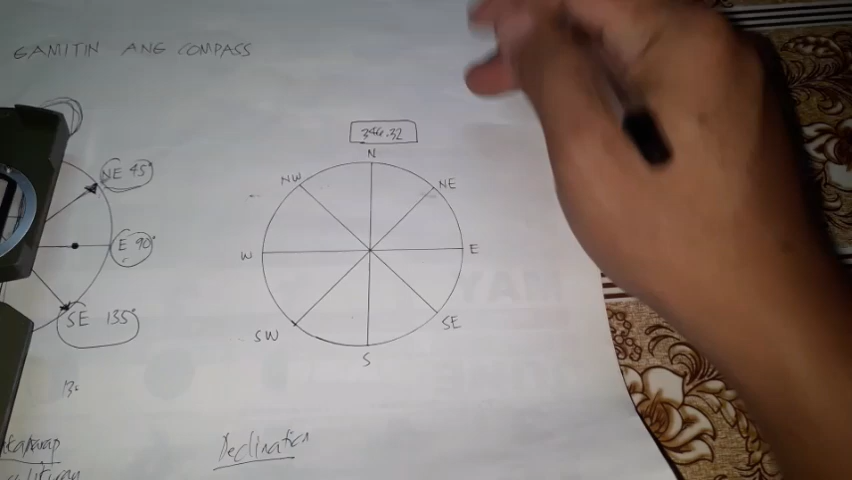 GAMITIN ANG COMPASS
346.32
N
NW
NE
NE 45°
W
E
E 90°
SW
SE
SE 135°
S
Declination